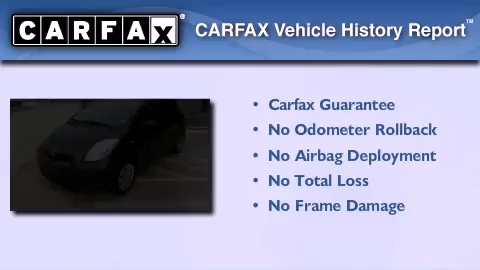 CARFAX® CARFAX Vehicle History Report™
• Carfax Guarantee
• No Odometer Rollback
• No Airbag Deployment
• No Total Loss
• No Frame Damage